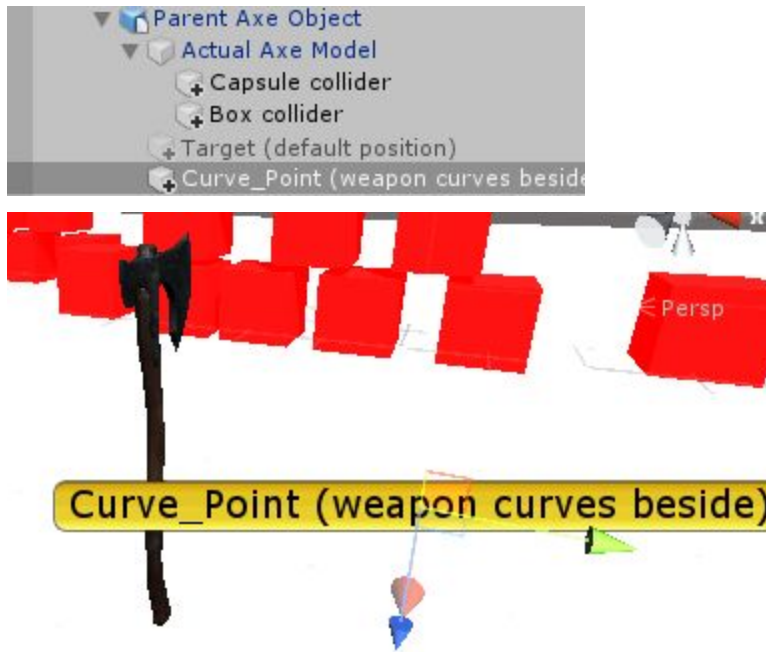 Parent Axe Object
Actual Axe Model
Capsule collider
Box collider
Target (default position)
Curve_Point (weapon curves beside
x
Persp
Curve_Point (weapon curves beside)